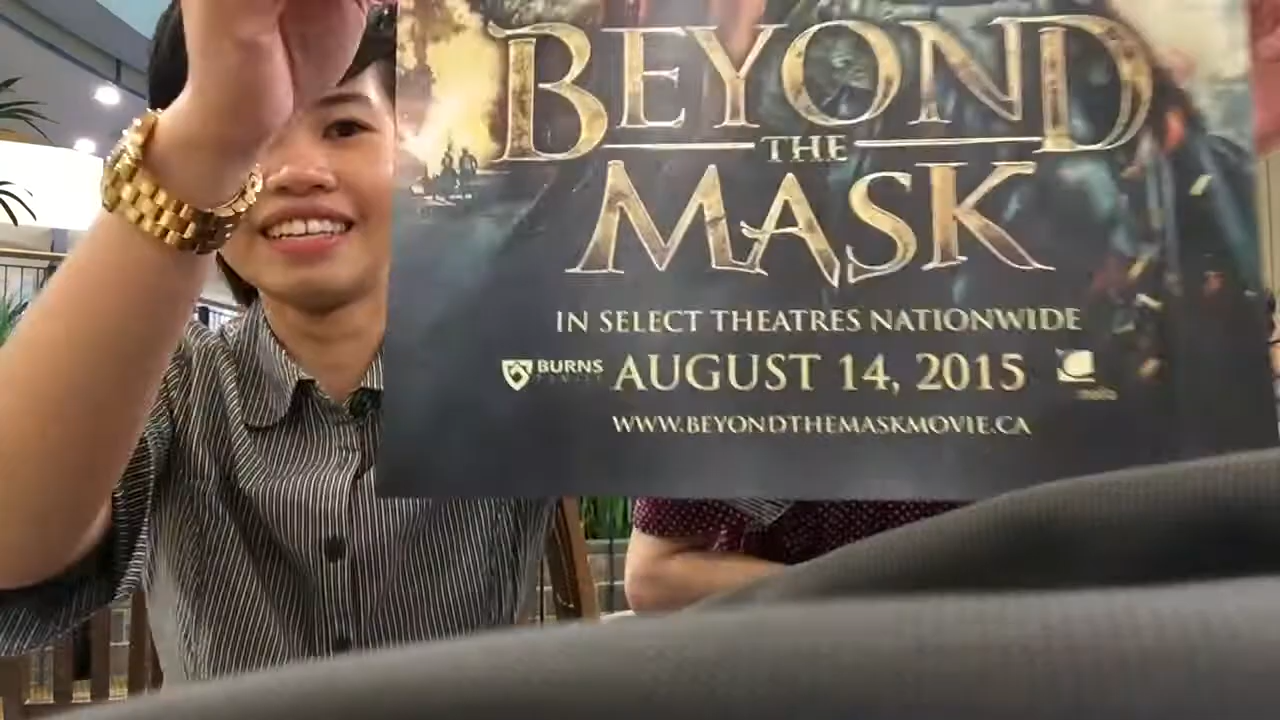 BEYOND
THE
MASK
IN SELECT THEATRES NATIONWIDE
BURNS
AUGUST 14, 2015
WWW.BEYONDTHEMASKMOVIE.CA